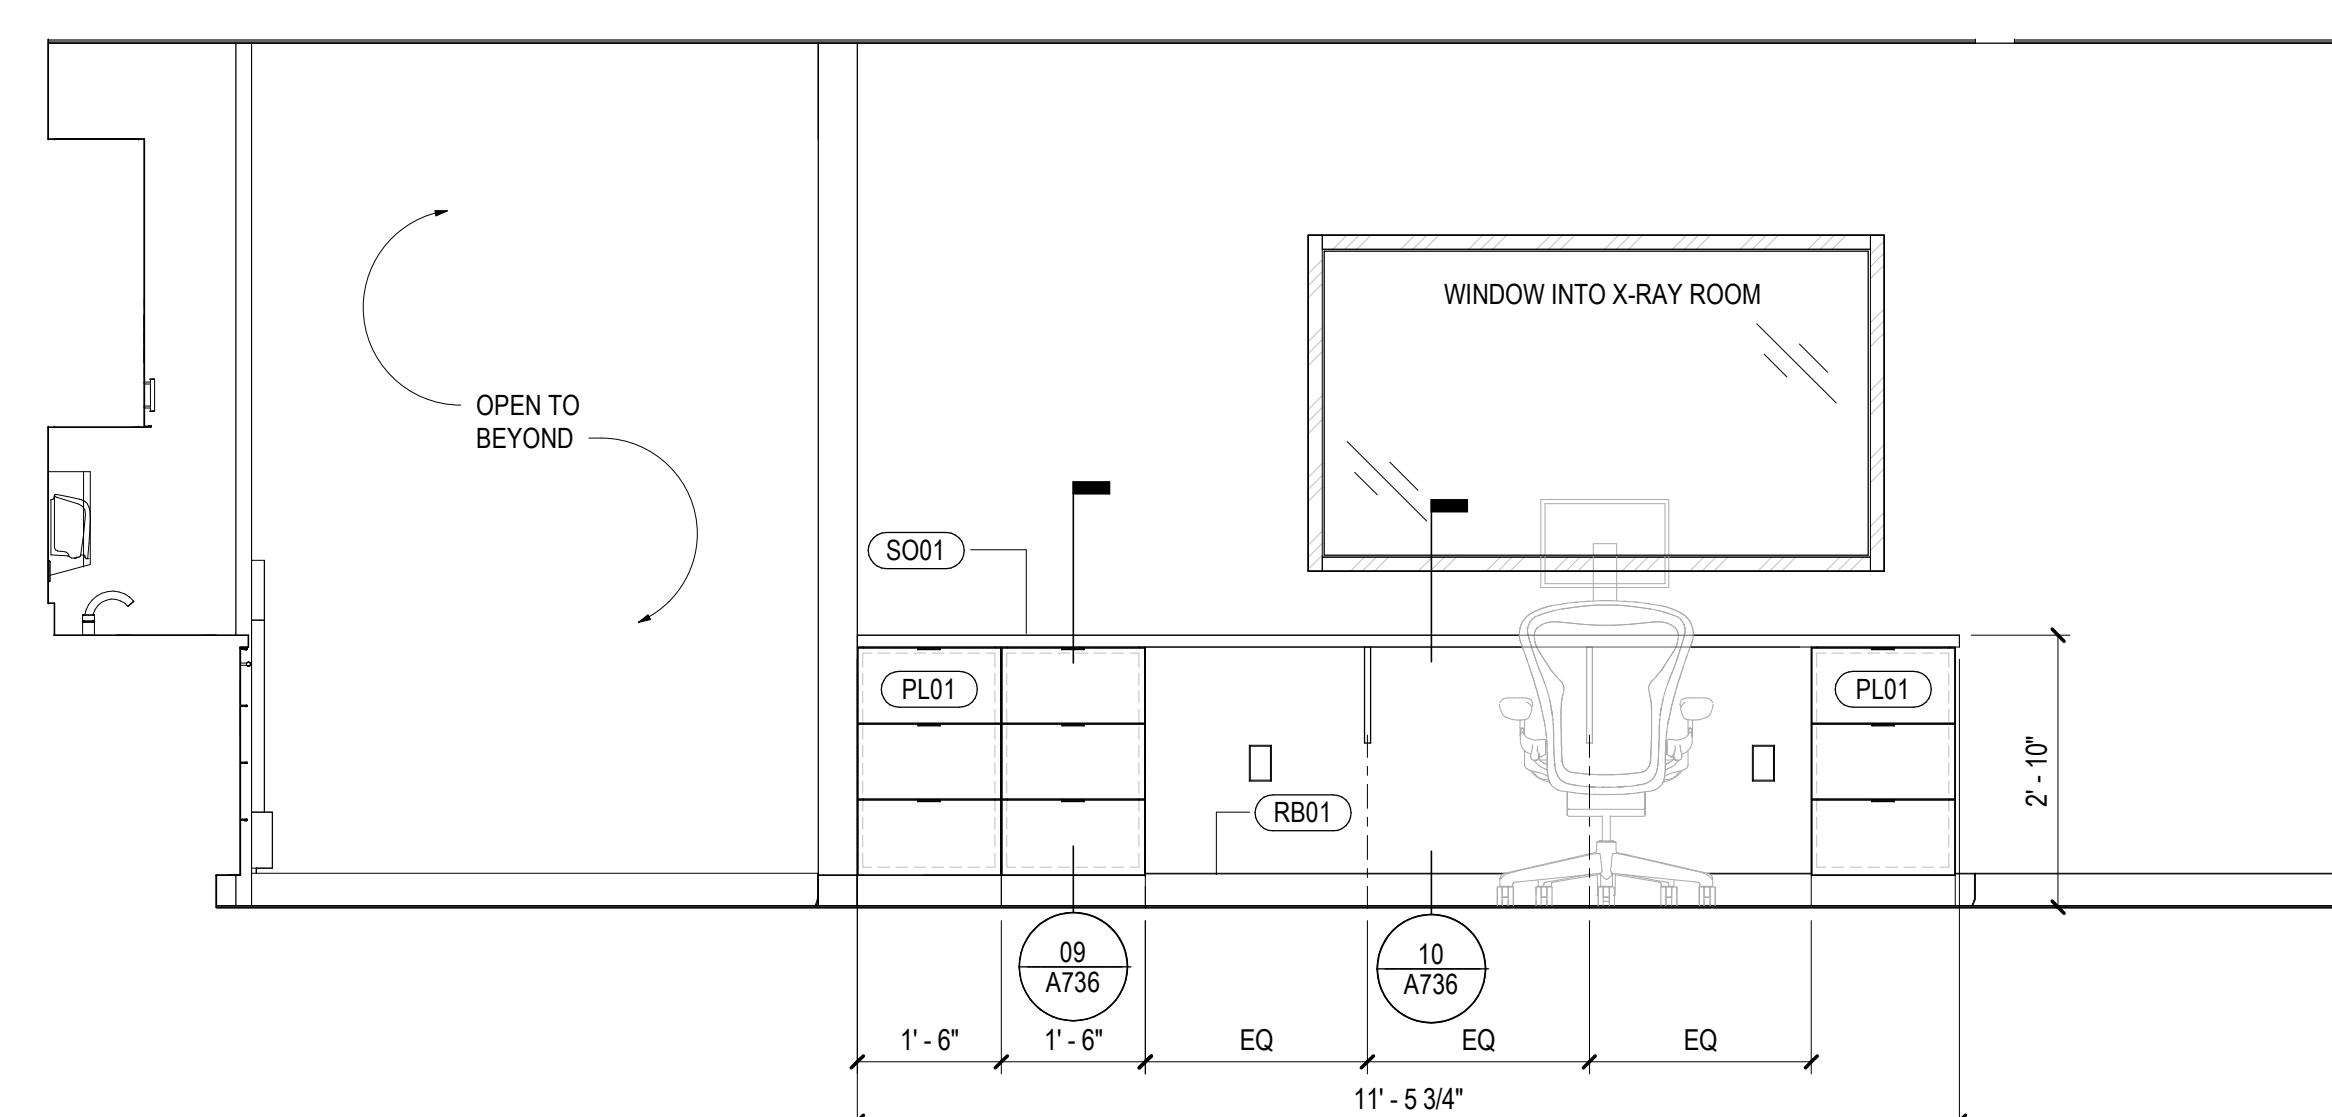 WINDOW INTO X-RAY ROOM
OPEN TO
BEYOND
SO01
PL01
PL01
RB01
2' - 10"
09
A736
10
A736
1' - 6"
1' - 6"
EQ
EQ
EQ
11' - 5 3/4"